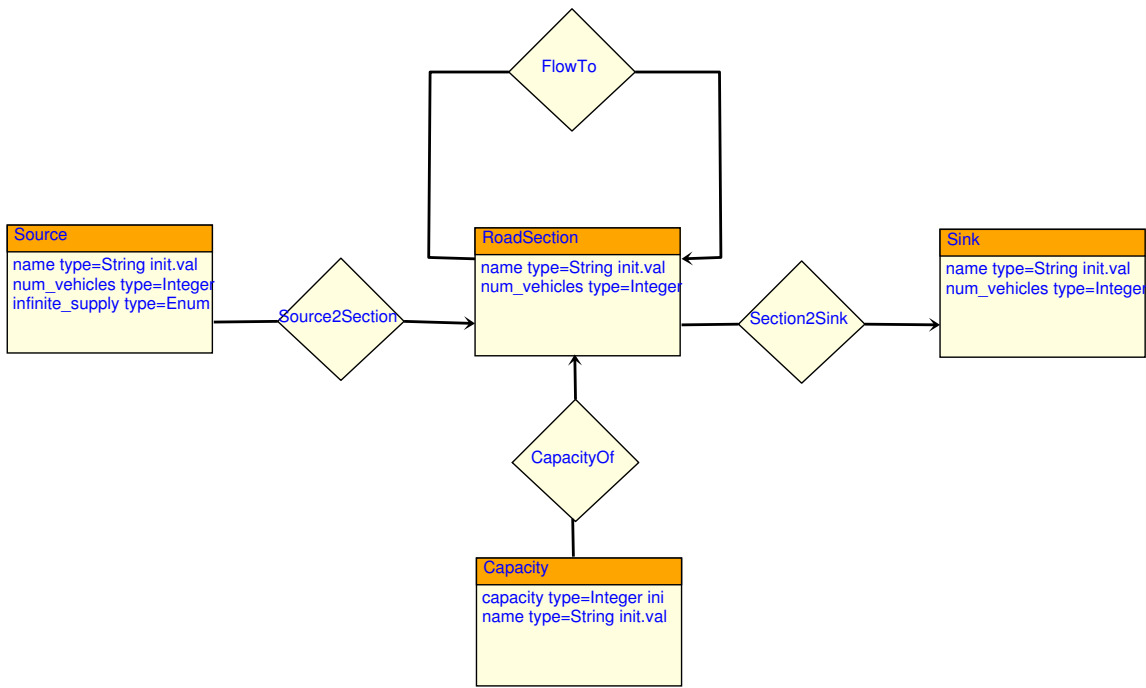 FlowTo
Source
name type=String init.val
num_vehicles type=Integer
infinite_supply type=Enum
Source2Section
RoadSection
name type=String init.val
num_vehicles type=Integer
Section2Sink
Sink
name type=String init.val
num_vehicles type=Integer
CapacityOf
Capacity
capacity type=Integer ini
name type=String init.val